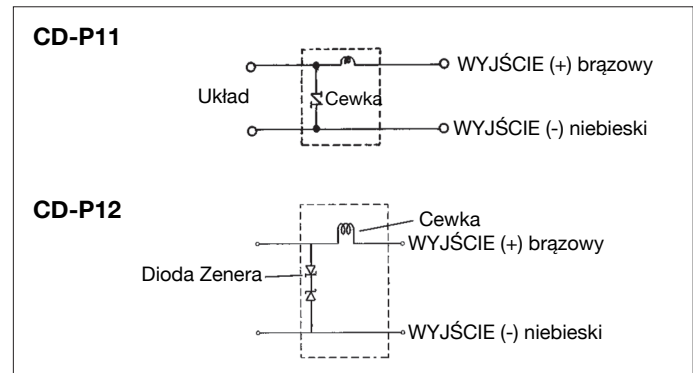 CD-P11
WYJŚCIE (+) brązowy
Układ
Cewka
WYJŚCIE (-) niebieski
CD-P12
Cewka
WYJŚCIE (+) brązowy
Dioda Zenera
WYJŚCIE (-) niebieski